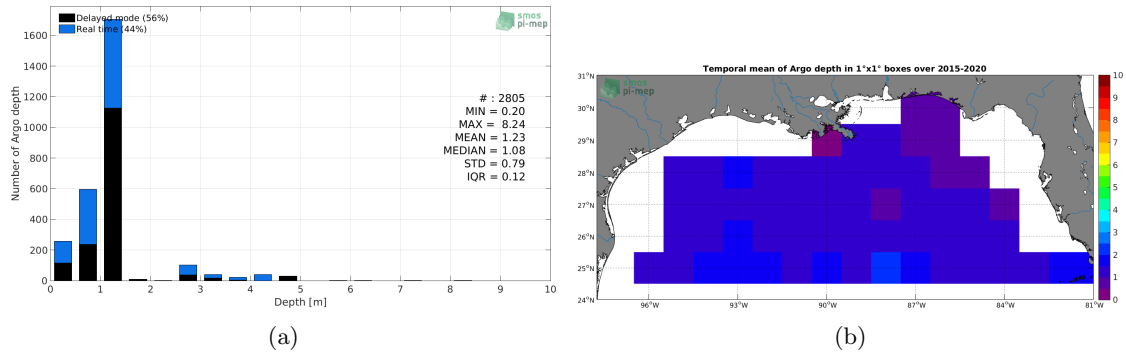 Delayed mode (56%)
Real time (44%)
smos
pi-mep
1600
1400
1200
1000
800
600
400
200
0
Number of Argo depth
# : 2805
MIN = 0.20
MAX = 8.24
MEAN = 1.23
MEDIAN = 1.08
STD = 0.79
IQR = 0.12
0 1 2 3 4 5 6 7 8 9 10
Depth [m]
(a)
Temporal mean of Argo depth in 1°x1° boxes over 2015-2020
smos
pi-mep
31°N
30°N
29°N
28°N
27°N
26°N
25°N
24°N
96°W 93°W 90°W 87°W 84°W 81°W
10
9
8
7
6
5
4
3
2
1
0
(b)